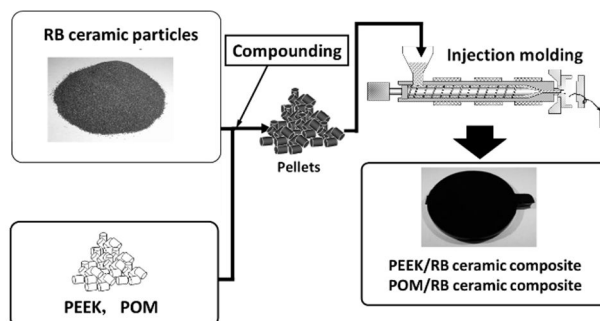 RB ceramic particles
Compounding
Injection molding
Pellets
PEEK, POM
PEEK/RB ceramic composite
POM/RB ceramic composite